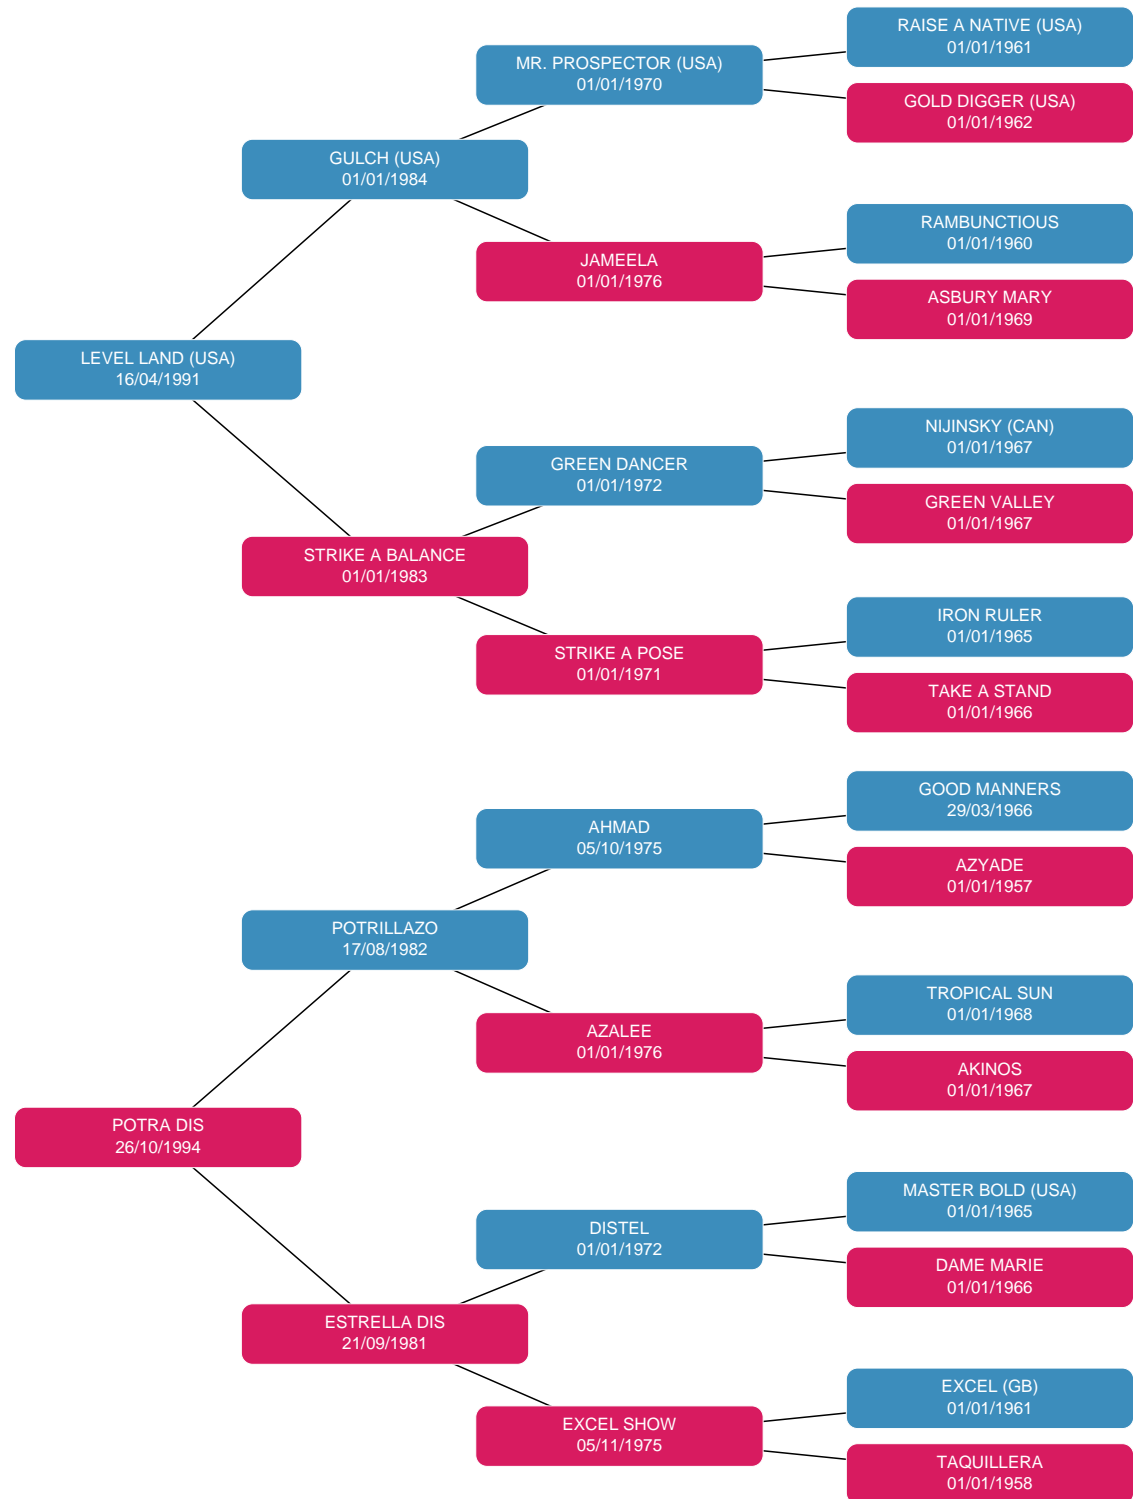 RAISE A NATIVE (USA)
01/01/1961
MR. PROSPECTOR (USA)
01/01/1970
GOLD DIGGER (USA)
01/01/1962
GULCH (USA)
01/01/1984
RAMBUNCTIOUS
01/01/1960
JAMEELA
01/01/1976
ASBURY MARY
01/01/1969
LEVEL LAND (USA)
16/04/1991
NIJINSKY (CAN)
01/01/1967
GREEN DANCER
01/01/1972
GREEN VALLEY
01/01/1967
STRIKE A BALANCE
01/01/1983
IRON RULER
01/01/1965
STRIKE A POSE
01/01/1971
TAKE A STAND
01/01/1966
GOOD MANNERS
29/03/1966
AHMAD
05/10/1975
AZYADE
01/01/1957
POTRILLAZO
17/08/1982
TROPICAL SUN
01/01/1968
AZALEE
01/01/1976
AKINOS
01/01/1967
POTRA DIS
26/10/1994
MASTER BOLD (USA)
01/01/1965
DISTEL
01/01/1972
DAME MARIE
01/01/1966
ESTRELLA DIS
21/09/1981
EXCEL (GB)
01/01/1961
EXCEL SHOW
05/11/1975
TAQUILLERA
01/01/1958